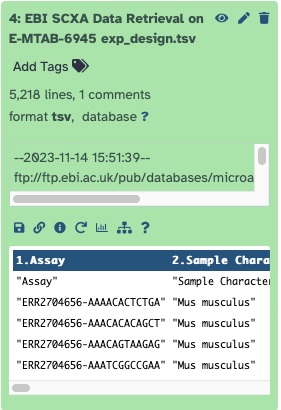 4: EBI SCXA Data Retrieval on
E-MTAB-6945 exp_design.tsv
Add Tags
5,218 lines, 1 comments
format tsv, database ?
--2023-11-14 15:51:39--
ftp://ftp.ebi.ac.uk/pub/databases/microa
?
1.Assay 2.Sample Chara
"Assay" "Sample Character
"ERR2704656-AAAACACTCTGA" "Mus musculus"
"ERR2704656-AAACACACAGCT" "Mus musculus"
"ERR2704656-AAACAGTAAGAG" "Mus musculus"
"ERR2704656-AAATCGGCCGAA" "Mus musculus"